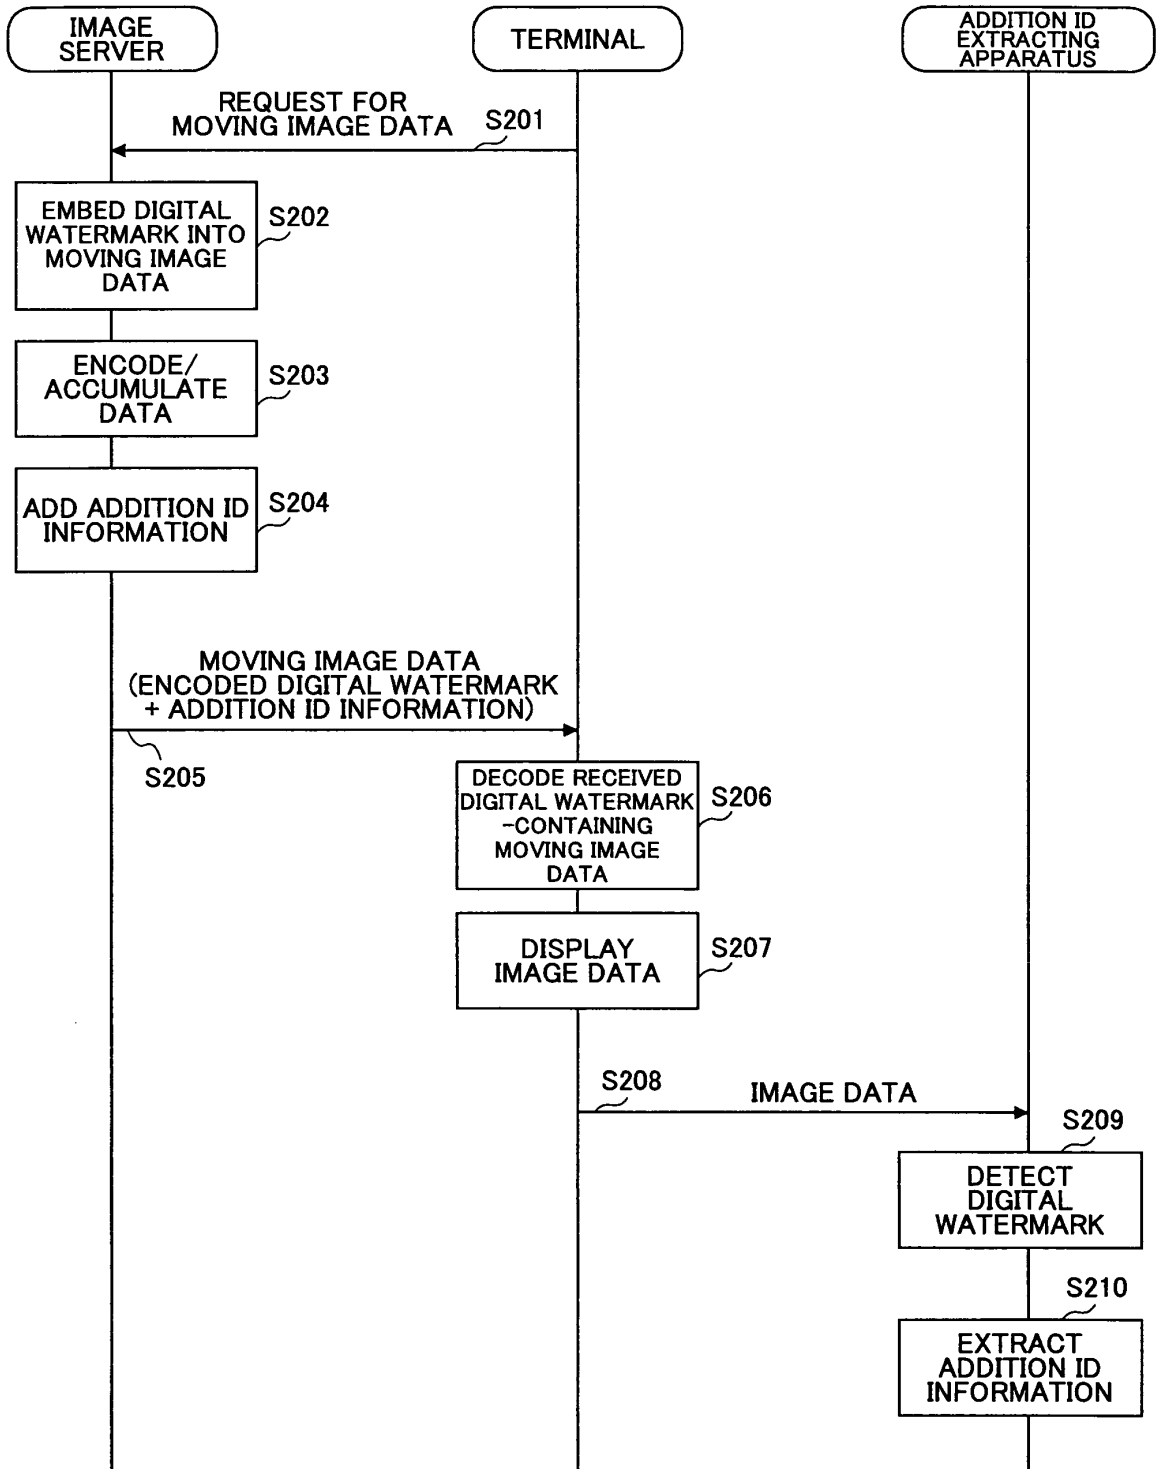 IMAGE
SERVER
TERMINAL
ADDITION ID
EXTRACTING
APPARATUS
REQUEST FOR
MOVING IMAGE DATA
S201
EMBED DIGITAL
WATERMARK INTO
MOVING IMAGE
DATA
S202
ENCODE/
ACCUMULATE
DATA
S203
ADD ADDITION ID
INFORMATION
S204
MOVING IMAGE DATA
(ENCODED DIGITAL WATERMARK
+ ADDITION ID INFORMATION)
S205
DECODE RECEIVED
DIGITAL WATERMARK
-CONTAINING
MOVING IMAGE
DATA
S206
DISPLAY
IMAGE DATA
S207
S208
IMAGE DATA
S209
DETECT
DIGITAL
WATERMARK
S210
EXTRACT
ADDITION ID
INFORMATION